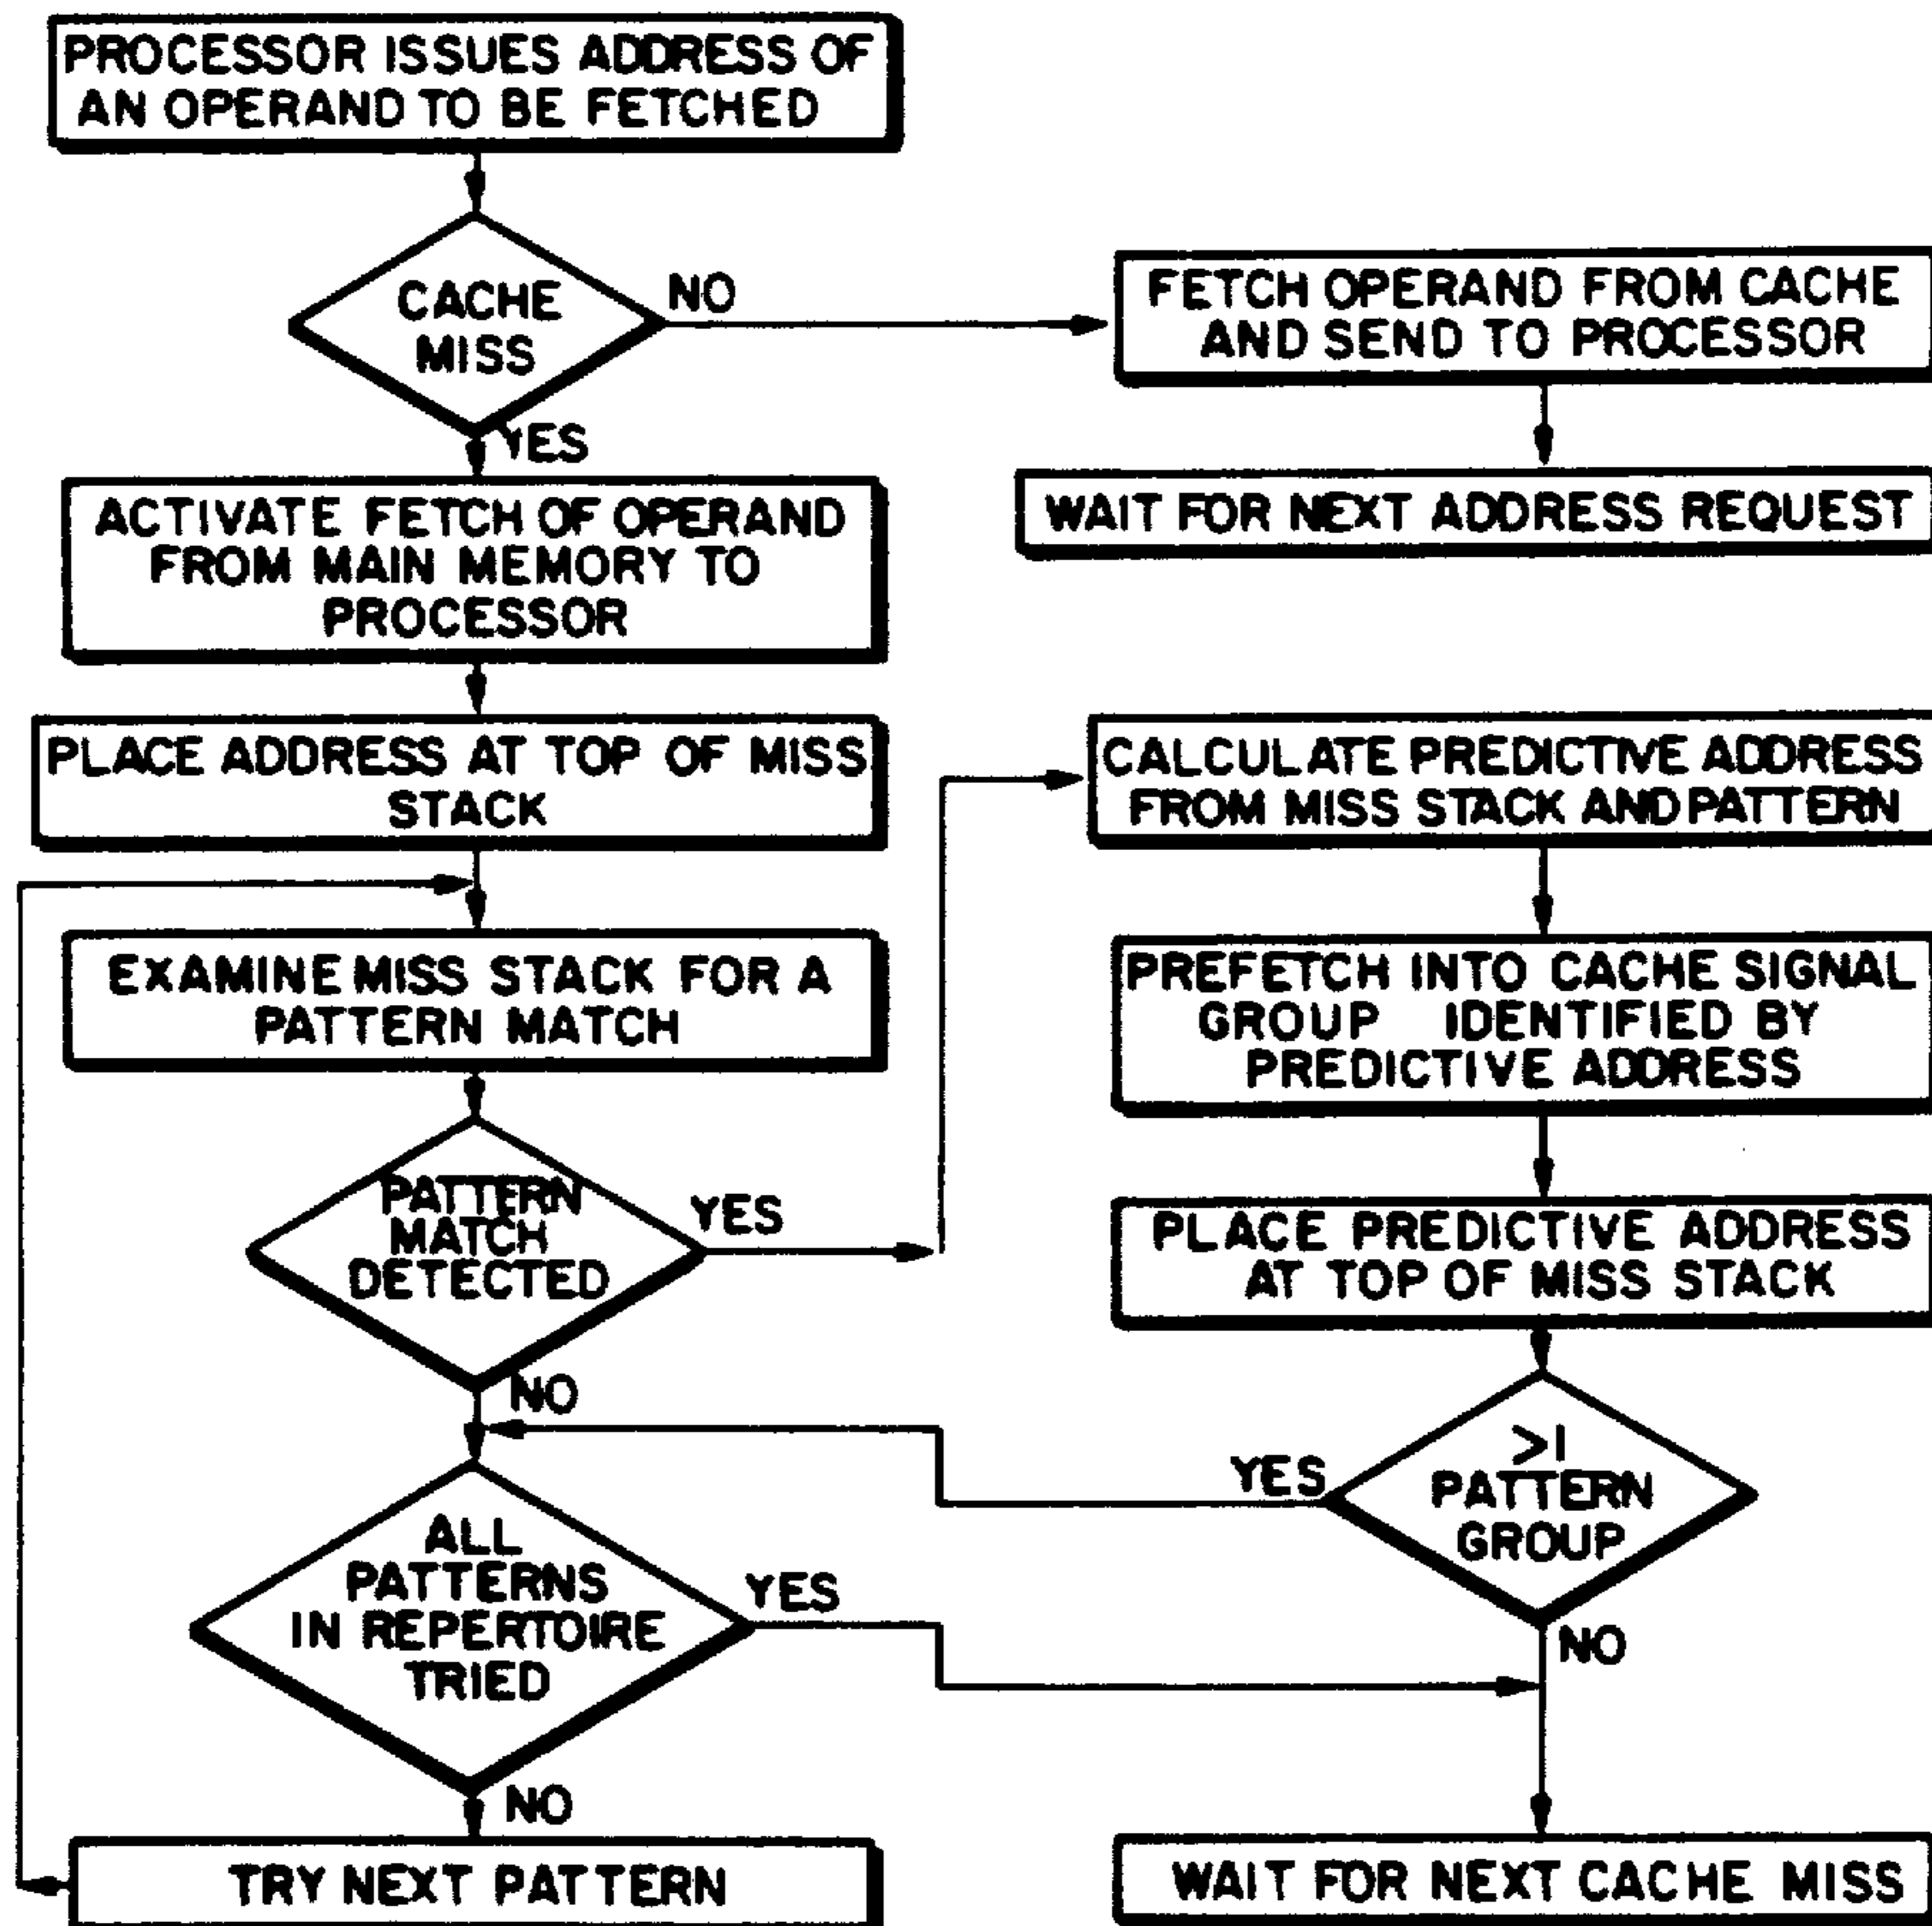 PROCESSOR ISSUES ADDRESS OF
AN OPERAND TO BE FETCHED
CACHE
MISS
NO
FETCH OPERAND FROM CACHE
AND SEND TO PROCESSOR
YES
WAIT FOR NEXT ADDRESS REQUEST
ACTIVATE FETCH OF OPERAND
FROM MAIN MEMORY TO
PROCESSOR
PLACE ADDRESS AT TOP OF MISS
STACK
EXAMINE MISS STACK FOR A
PATTERN MATCH
PATTERN
MATCH
DETECTED
YES
NO
CALCULATE PREDICTIVE ADDRESS
FROM MISS STACK AND PATTERN
PREFETCH INTO CACHE SIGNAL
GROUP IDENTIFIED BY
PREDICTIVE ADDRESS
PLACE PREDICTIVE ADDRESS
AT TOP OF MISS STACK
>1
PATTERN
GROUP
YES
NO
ALL
PATTERNS
IN REPERTOIRE
TRIED
YES
NO
TRY NEXT PATTERN
WAIT FOR NEXT CACHE MISS